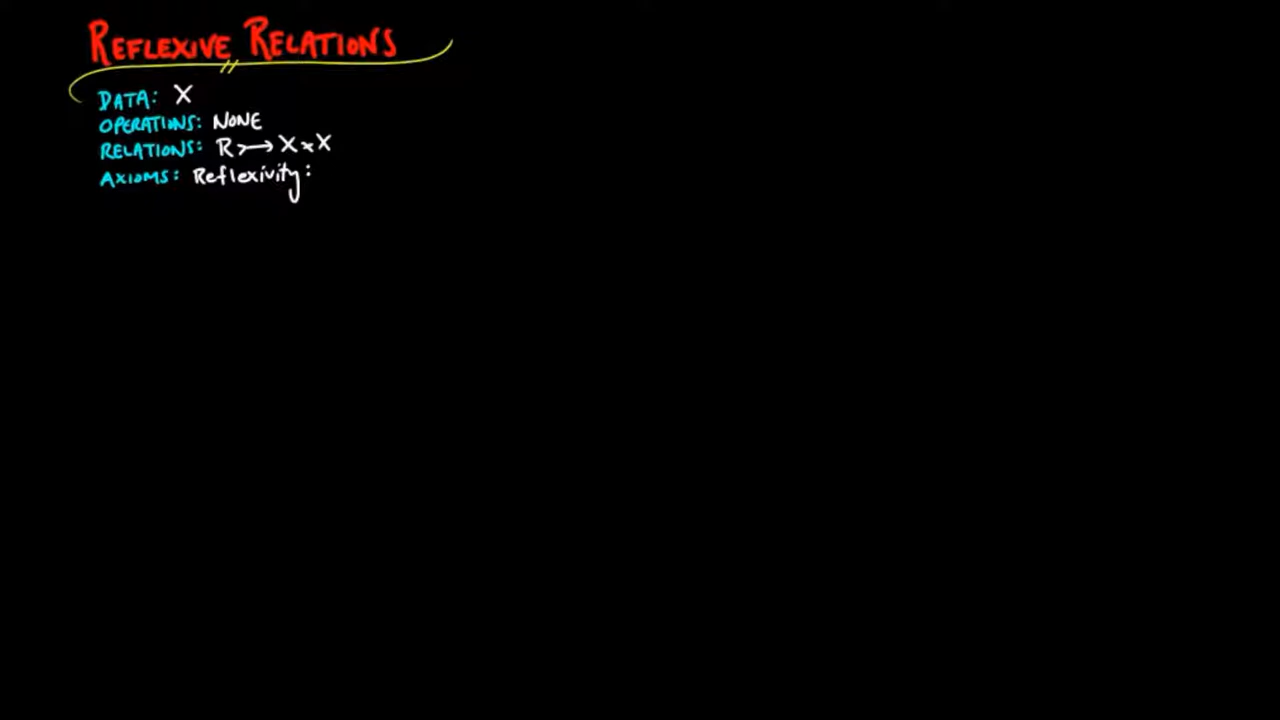 REFLEXIVE RELATIONS
DATA: X
OPERATIONS: NONE
RELATIONS: R ↣ X × X
AXIOMS: Reflexivity: